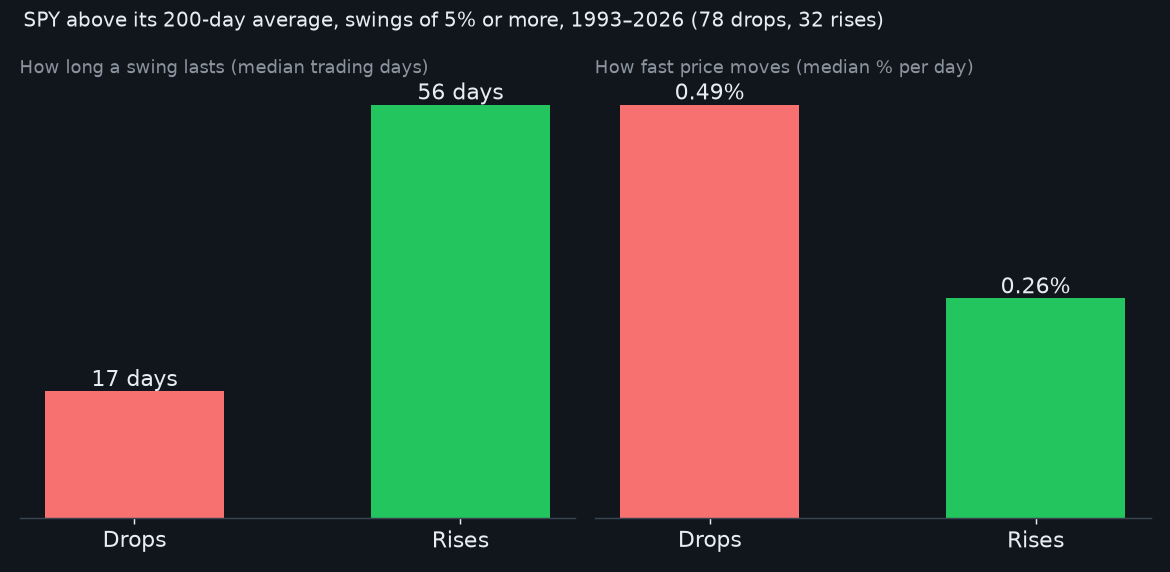 SPY above its 200-day average, swings of 5% or more, 1993–2026 (78 drops, 32 rises)
How long a swing lasts (median trading days)
56 days
17 days
Drops
Rises
How fast price moves (median % per day)
0.49%
0.26%
Drops
Rises